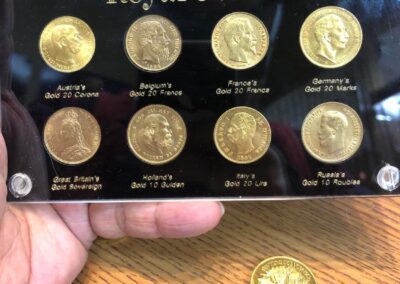 Royal
Austria's
Gold 20 Corona
Belgium's
Gold 20 Francs
France's
Gold 20 Francs
Germany's
Gold 20 Marks
Great Britain's
Gold Sovereign
Holland's
Gold 10 Gulden
Italy's
Gold 20 Lira
Russia's
Gold 10 Roubles